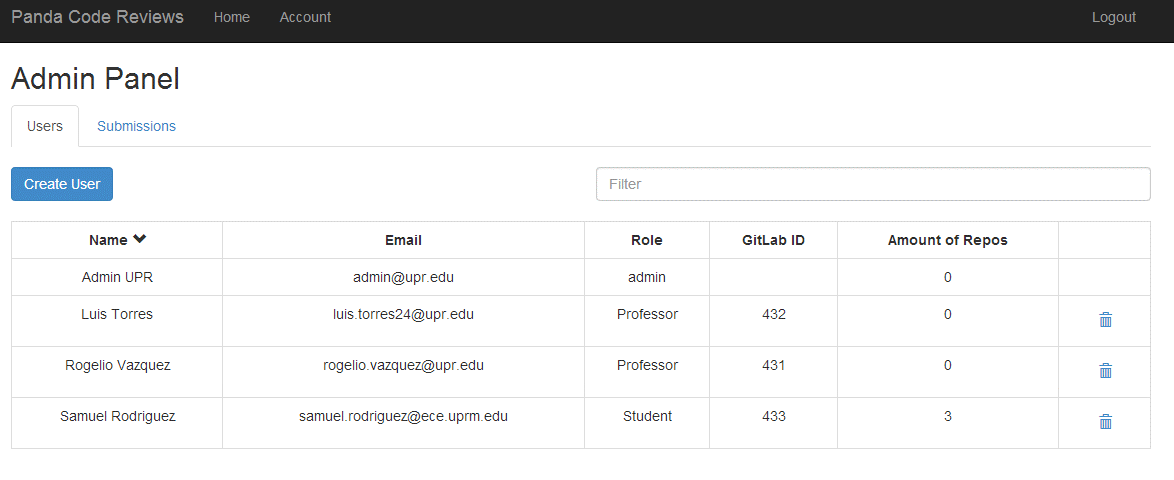 Panda Code Reviews Home Account Logout
Admin Panel
Users Submissions
Create User Filter
Name Email Role GitLab ID Amount of Repos
Admin UPR admin@upr.edu admin 0
Luis Torres luis.torres24@upr.edu Professor 432 0
Rogelio Vazquez rogelio.vazquez@upr.edu Professor 431 0
Samuel Rodriguez samuel.rodriguez@ece.uprm.edu Student 433 3